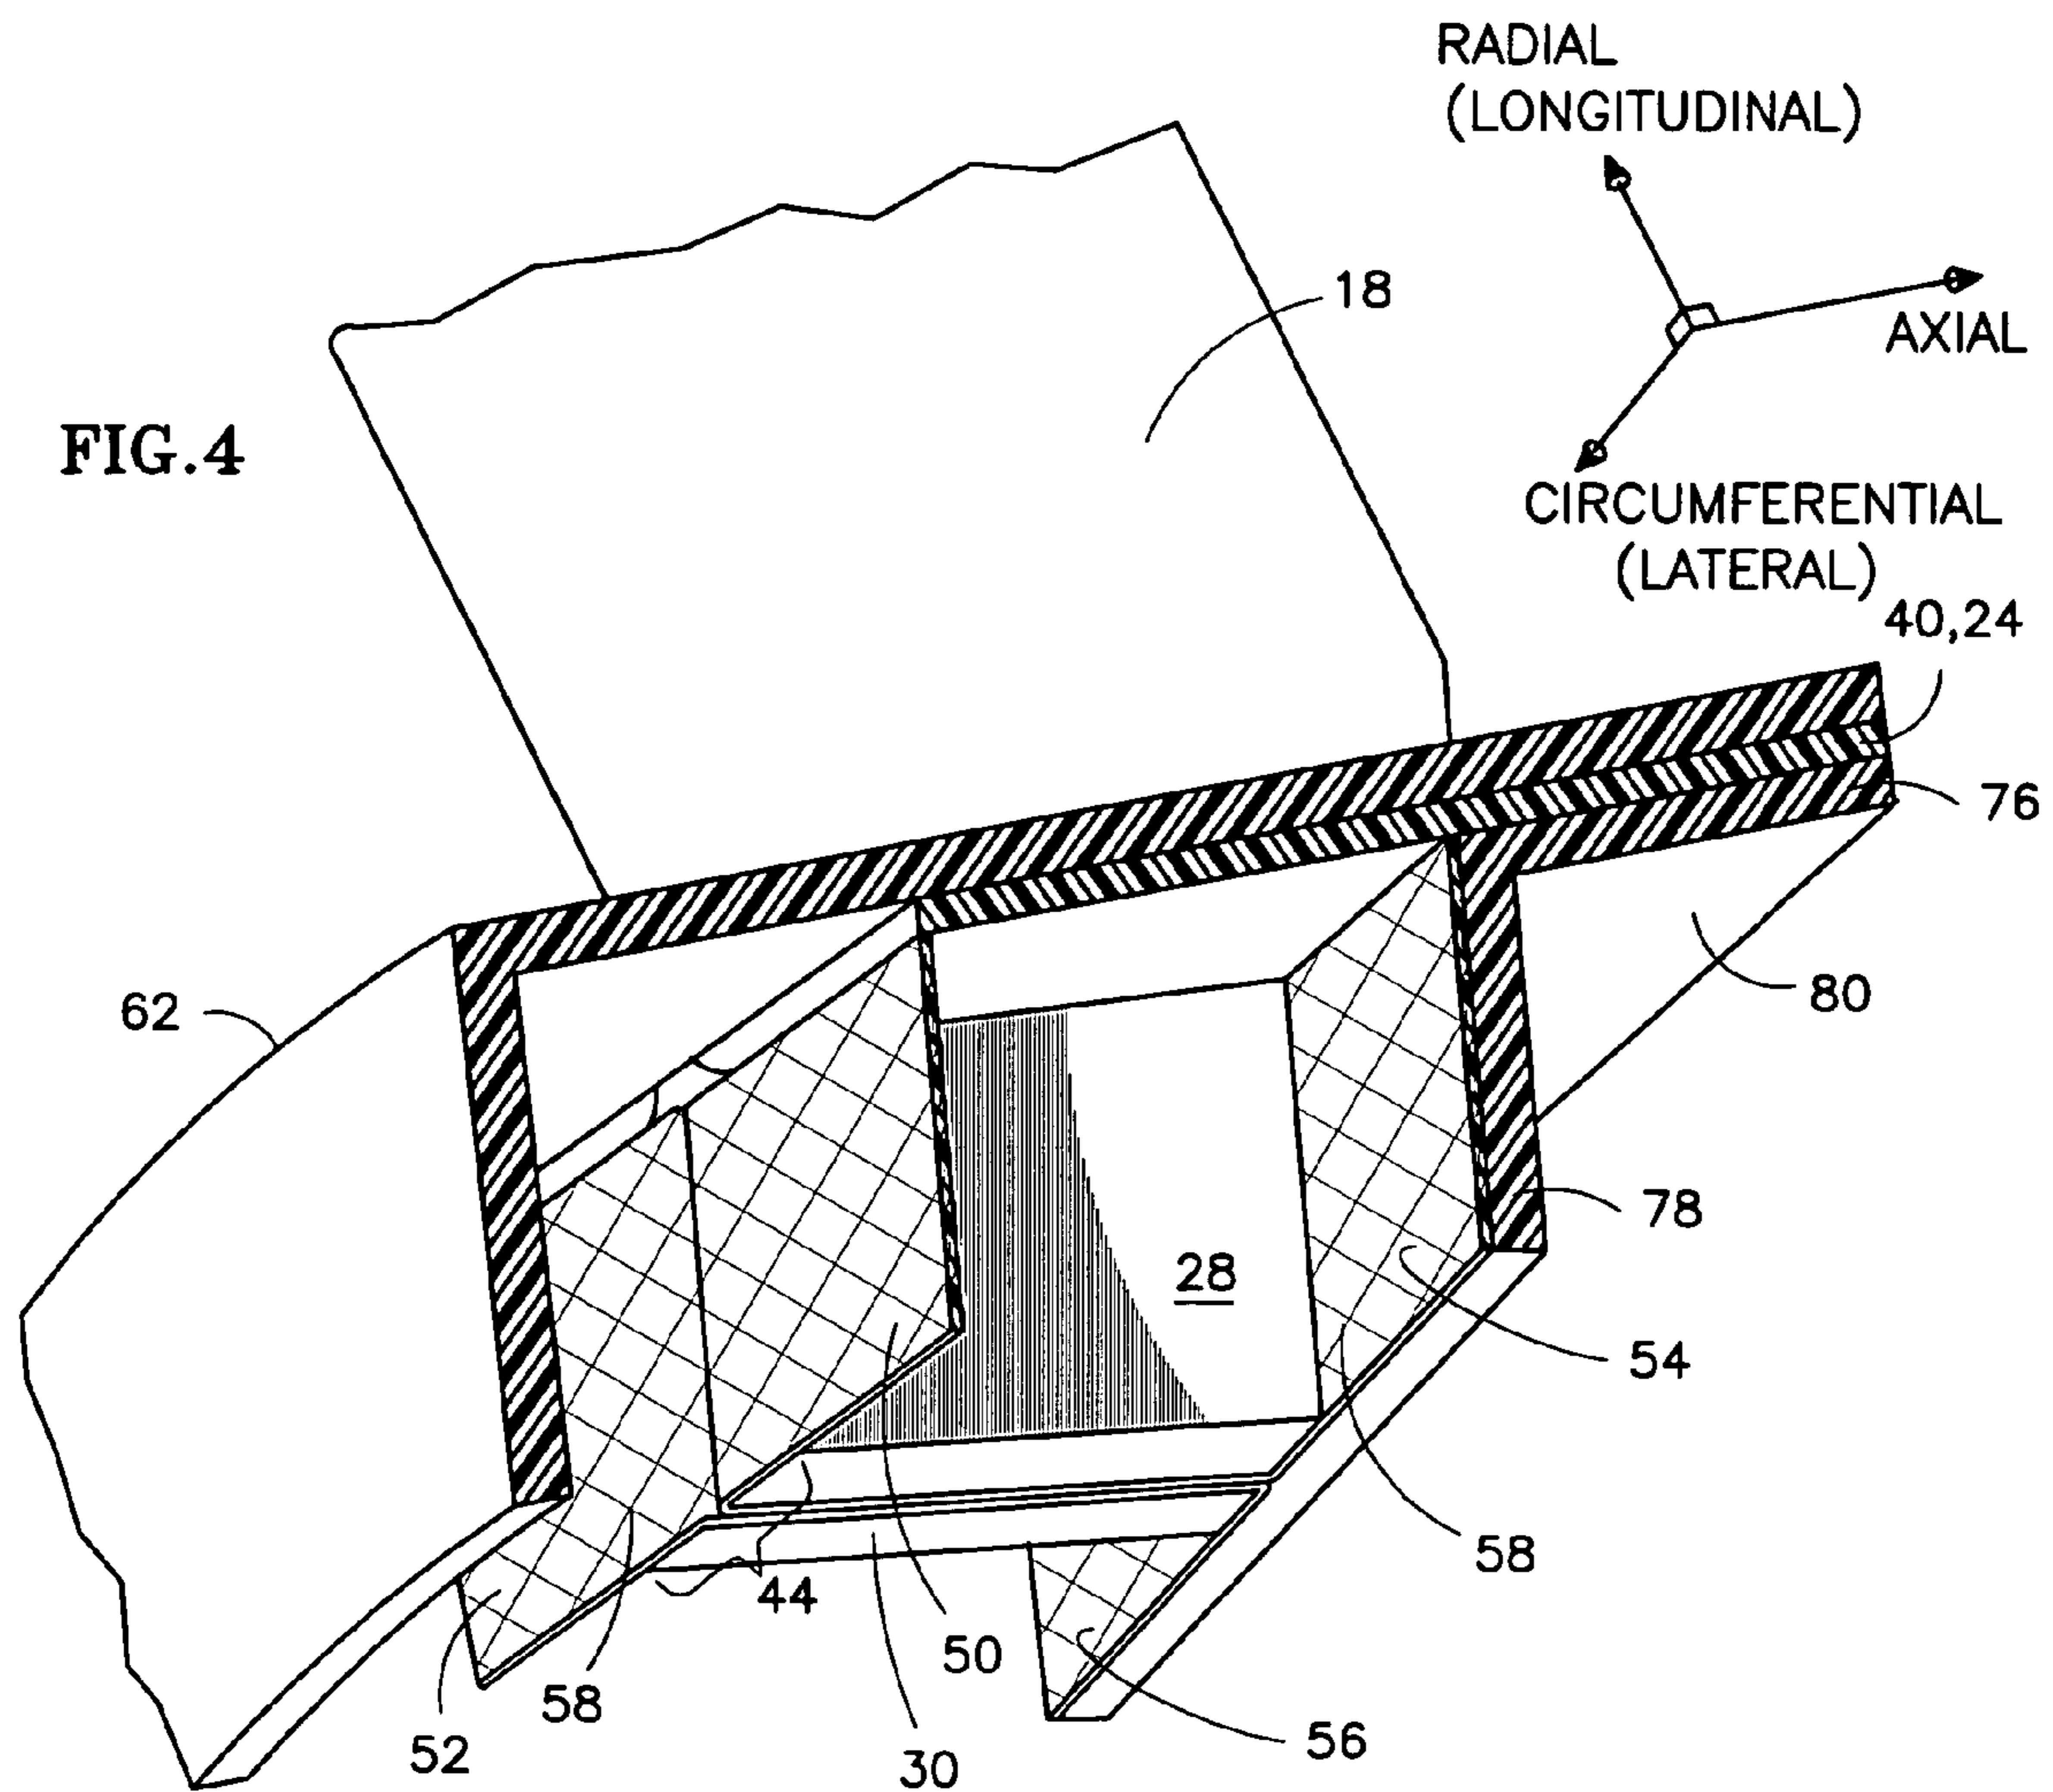 RADIAL
(LONGITUDINAL)
18
AXIAL
FIG.4
CIRCUMFERENTIAL
(LATERAL)
40,24
76
62
80
78
28
54
58
44
50
58
52
56
30